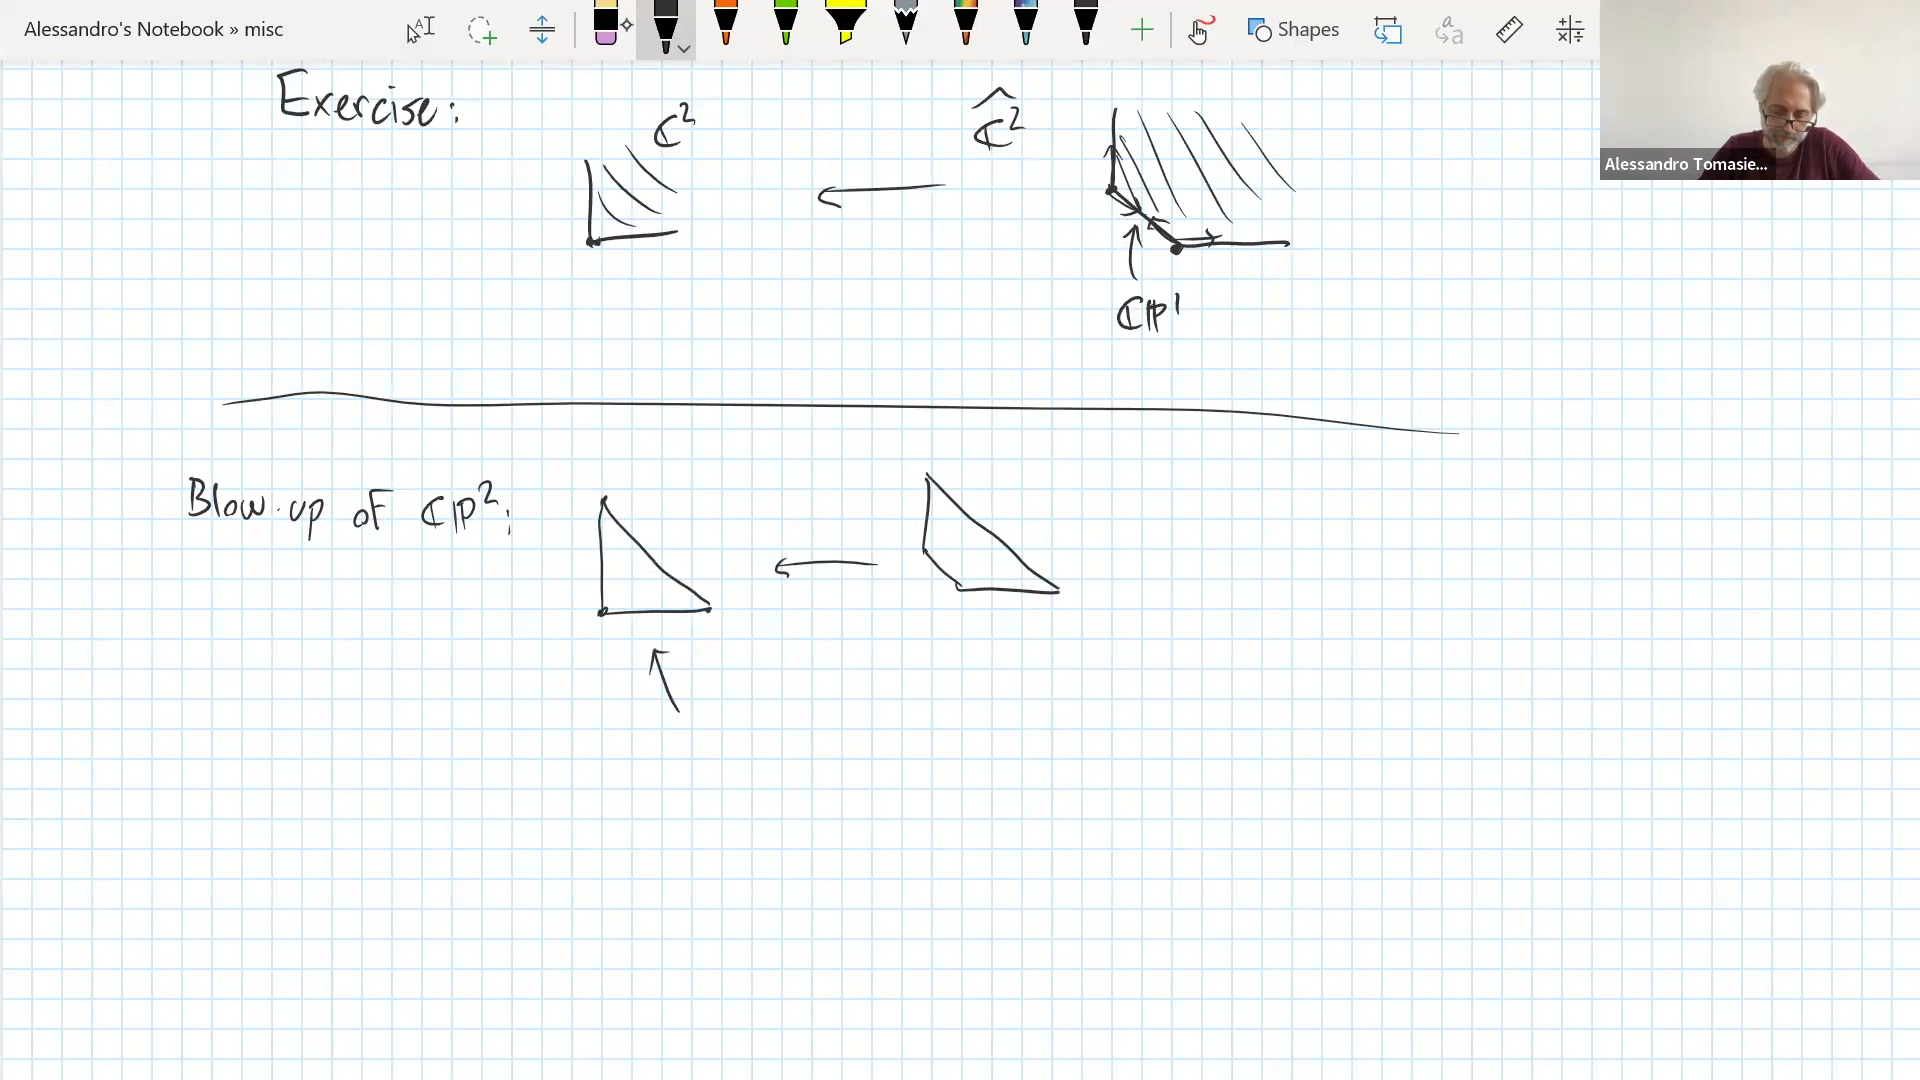 Alessandro's Notebook » misc
Shapes
Alessandro Tomasie...
Exercise:
ℂ²
ℂ̂²
ℂℙ¹
Blow-up of ℂℙ²: